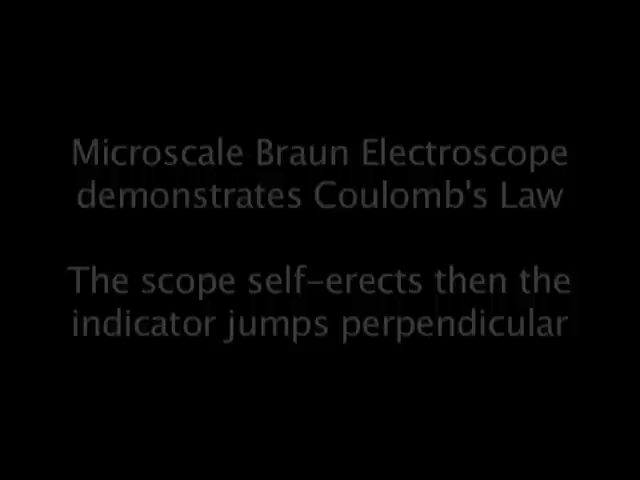 Microscale Braun Electroscope
demonstrates Coulomb's Law
The scope self-erects then the
indicator jumps perpendicular